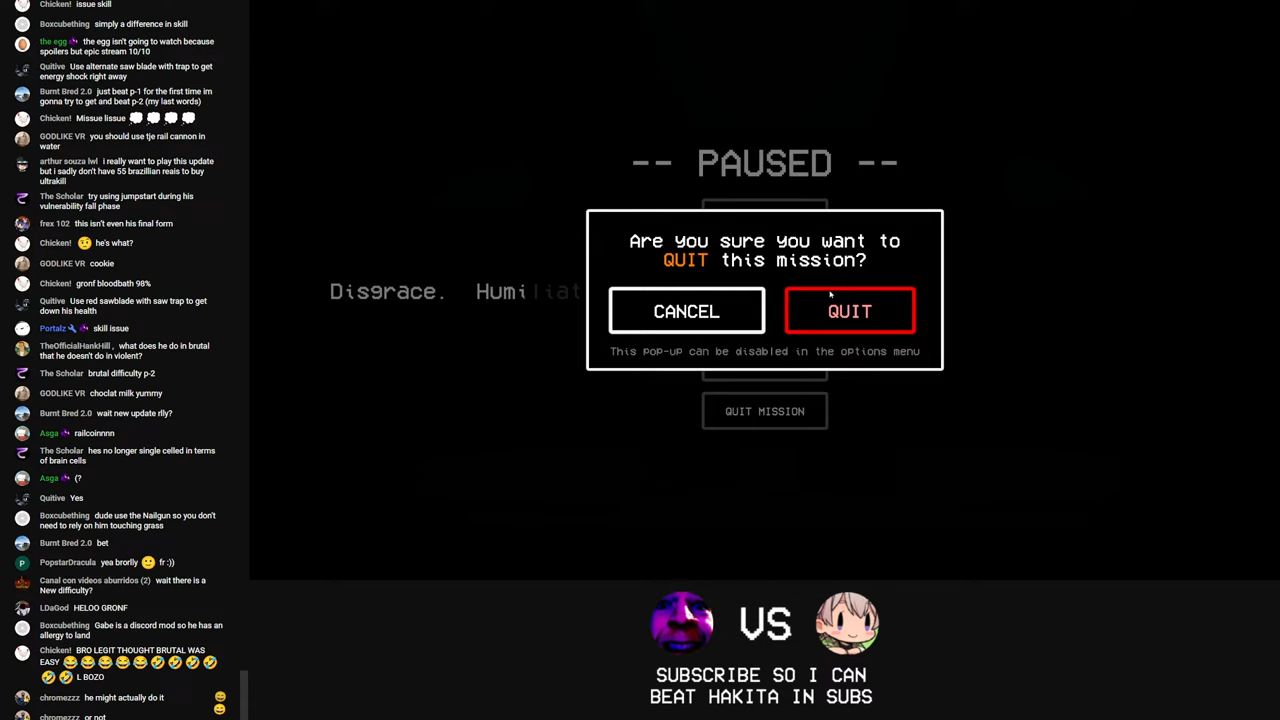 Chicken! issue skill
Boxcubething simply a difference in skill
the egg the egg isn't going to watch because
spoilers but epic stream 10/10
Quitive Use alternate saw blade with trap to get
energy shock right away
Burnt Bred 2.0 just beat p-1 for the first time im
gonna try to get and beat p-2 (my last words)
Chicken! Missue lissue
GODLIKE VR you should use tje rail cannon in
water
arthur souza lwl i really want to play this update
but i sadly don't have 55 brazillian reais to buy
ultrakill
The Scholar try using jumpstart during his
vulnerability fall phase
frex 102 this isn't even his final form
Chicken! he's what?
GODLIKE VR cookie
Chicken! gronf bloodbath 98%
Quitive Use red sawblade with saw trap to get
down his health
Portalz skill issue
TheOfficialHankHill , what does he do in brutal
that he doesn't do in violent?
The Scholar brutal difficulty p-2
GODLIKE VR choclat milk yummy
Burnt Bred 2.0 wait new update rlly?
Asga railcoinnnn
The Scholar hes no longer single celled in terms
of brain cells
Asga (?
Quitive Yes
Boxcubething dude use the Nailgun so you don't
need to rely on him touching grass
Burnt Bred 2.0 bet
P PopstarDracula yea brorlly fr :))
Canal con videos aburridos (2) wait there is a
New difficulty?
LDaGod HELOO GRONF
Boxcubething Gabe is a discord mod so he has an
allergy to land
Chicken! BRO LEGIT THOUGHT BRUTAL WAS
EASY
L BOZO
chromezzz he might actually do it
chromezzz or not
-- PAUSED --
Disgrace. Humiliat
Are you sure you want to
QUIT this mission?
CANCEL
QUIT
This pop-up can be disabled in the options menu
QUIT MISSION
VS
SUBSCRIBE SO I CAN
BEAT HAKITA IN SUBS